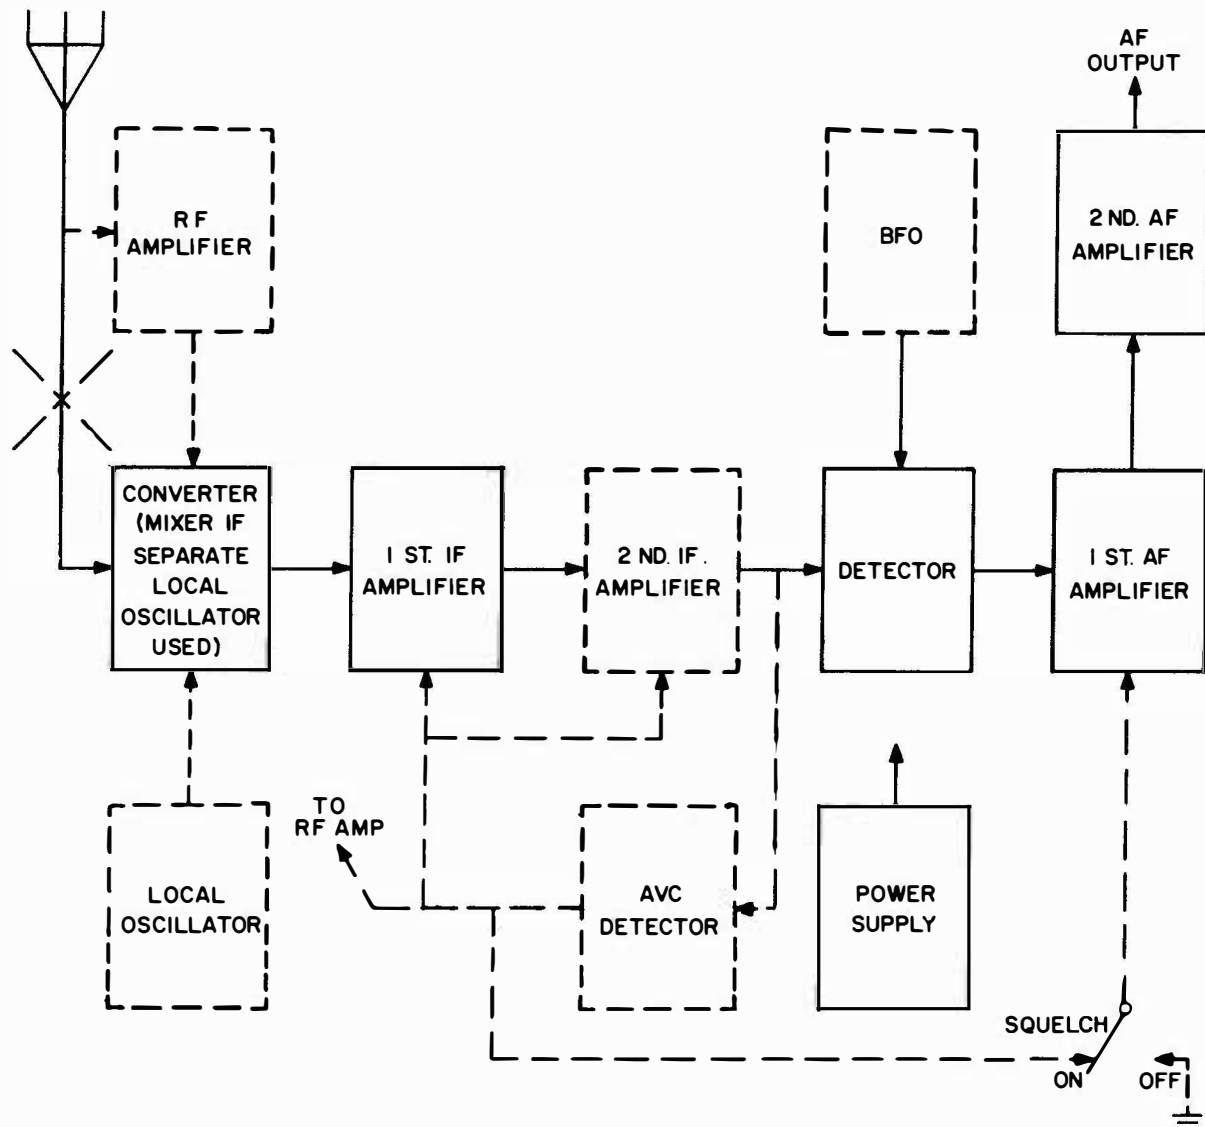 AF
OUTPUT
RF
AMPLIFIER
BFO
2 ND. AF
AMPLIFIER
CONVERTER
(MIXER IF
SEPARATE
LOCAL
OSCILLATOR
USED)
1 ST. IF
AMPLIFIER
2 ND. IF.
AMPLIFIER
DETECTOR
1 ST. AF
AMPLIFIER
TO
RF AMP
LOCAL
OSCILLATOR
AVC
DETECTOR
POWER
SUPPLY
SQUELCH
ON
OFF